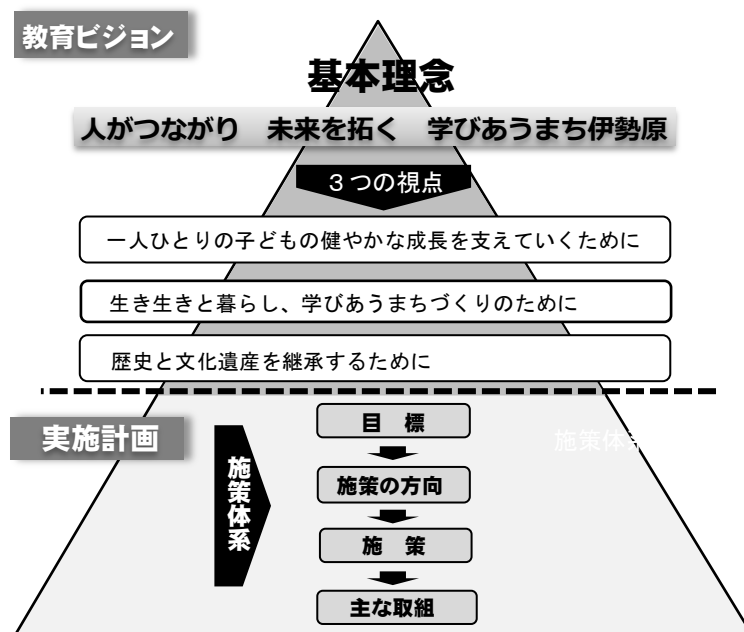 教育ビジョン
基本理念
人がつながり　未来を拓く　学びあうまち伊勢原
３つの視点
一人ひとりの子どもの健やかな成長を支えていくために
生き生きと暮らし、学びあうまちづくりのために
歴史と文化遺産を継承するために
実施計画
施策体系
目　標
施策の方向
施　策
主な取組
施策体系